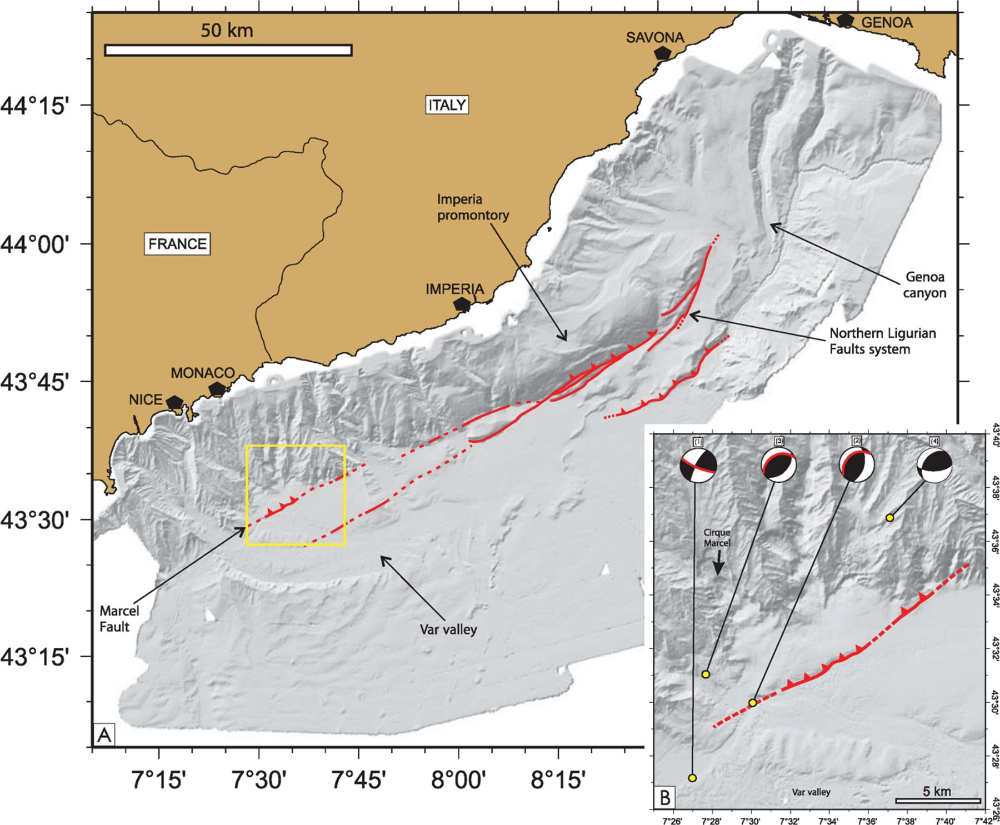 50 km
GENOA
SAVONA
44°15'
ITALY
Imperia
promontory
44°00'
FRANCE
Genoa
canyon
IMPERIA
Northern Ligurian
Faults system
43°45'
MONACO
NICE
43°30'
Marcel
Fault
Var valley
43°15'
A
7°15'
7°30'
7°45'
8°00'
8°15'
(1)
(3)
(2)
(4)
43°40'
43°38'
Cirque
Marcel
43°36'
43°34'
43°32'
43°30'
43°28'
Var valley
5 km
B
43°26'
7°26'
7°28'
7°30'
7°32'
7°34'
7°36'
7°38'
7°40'
7°42'